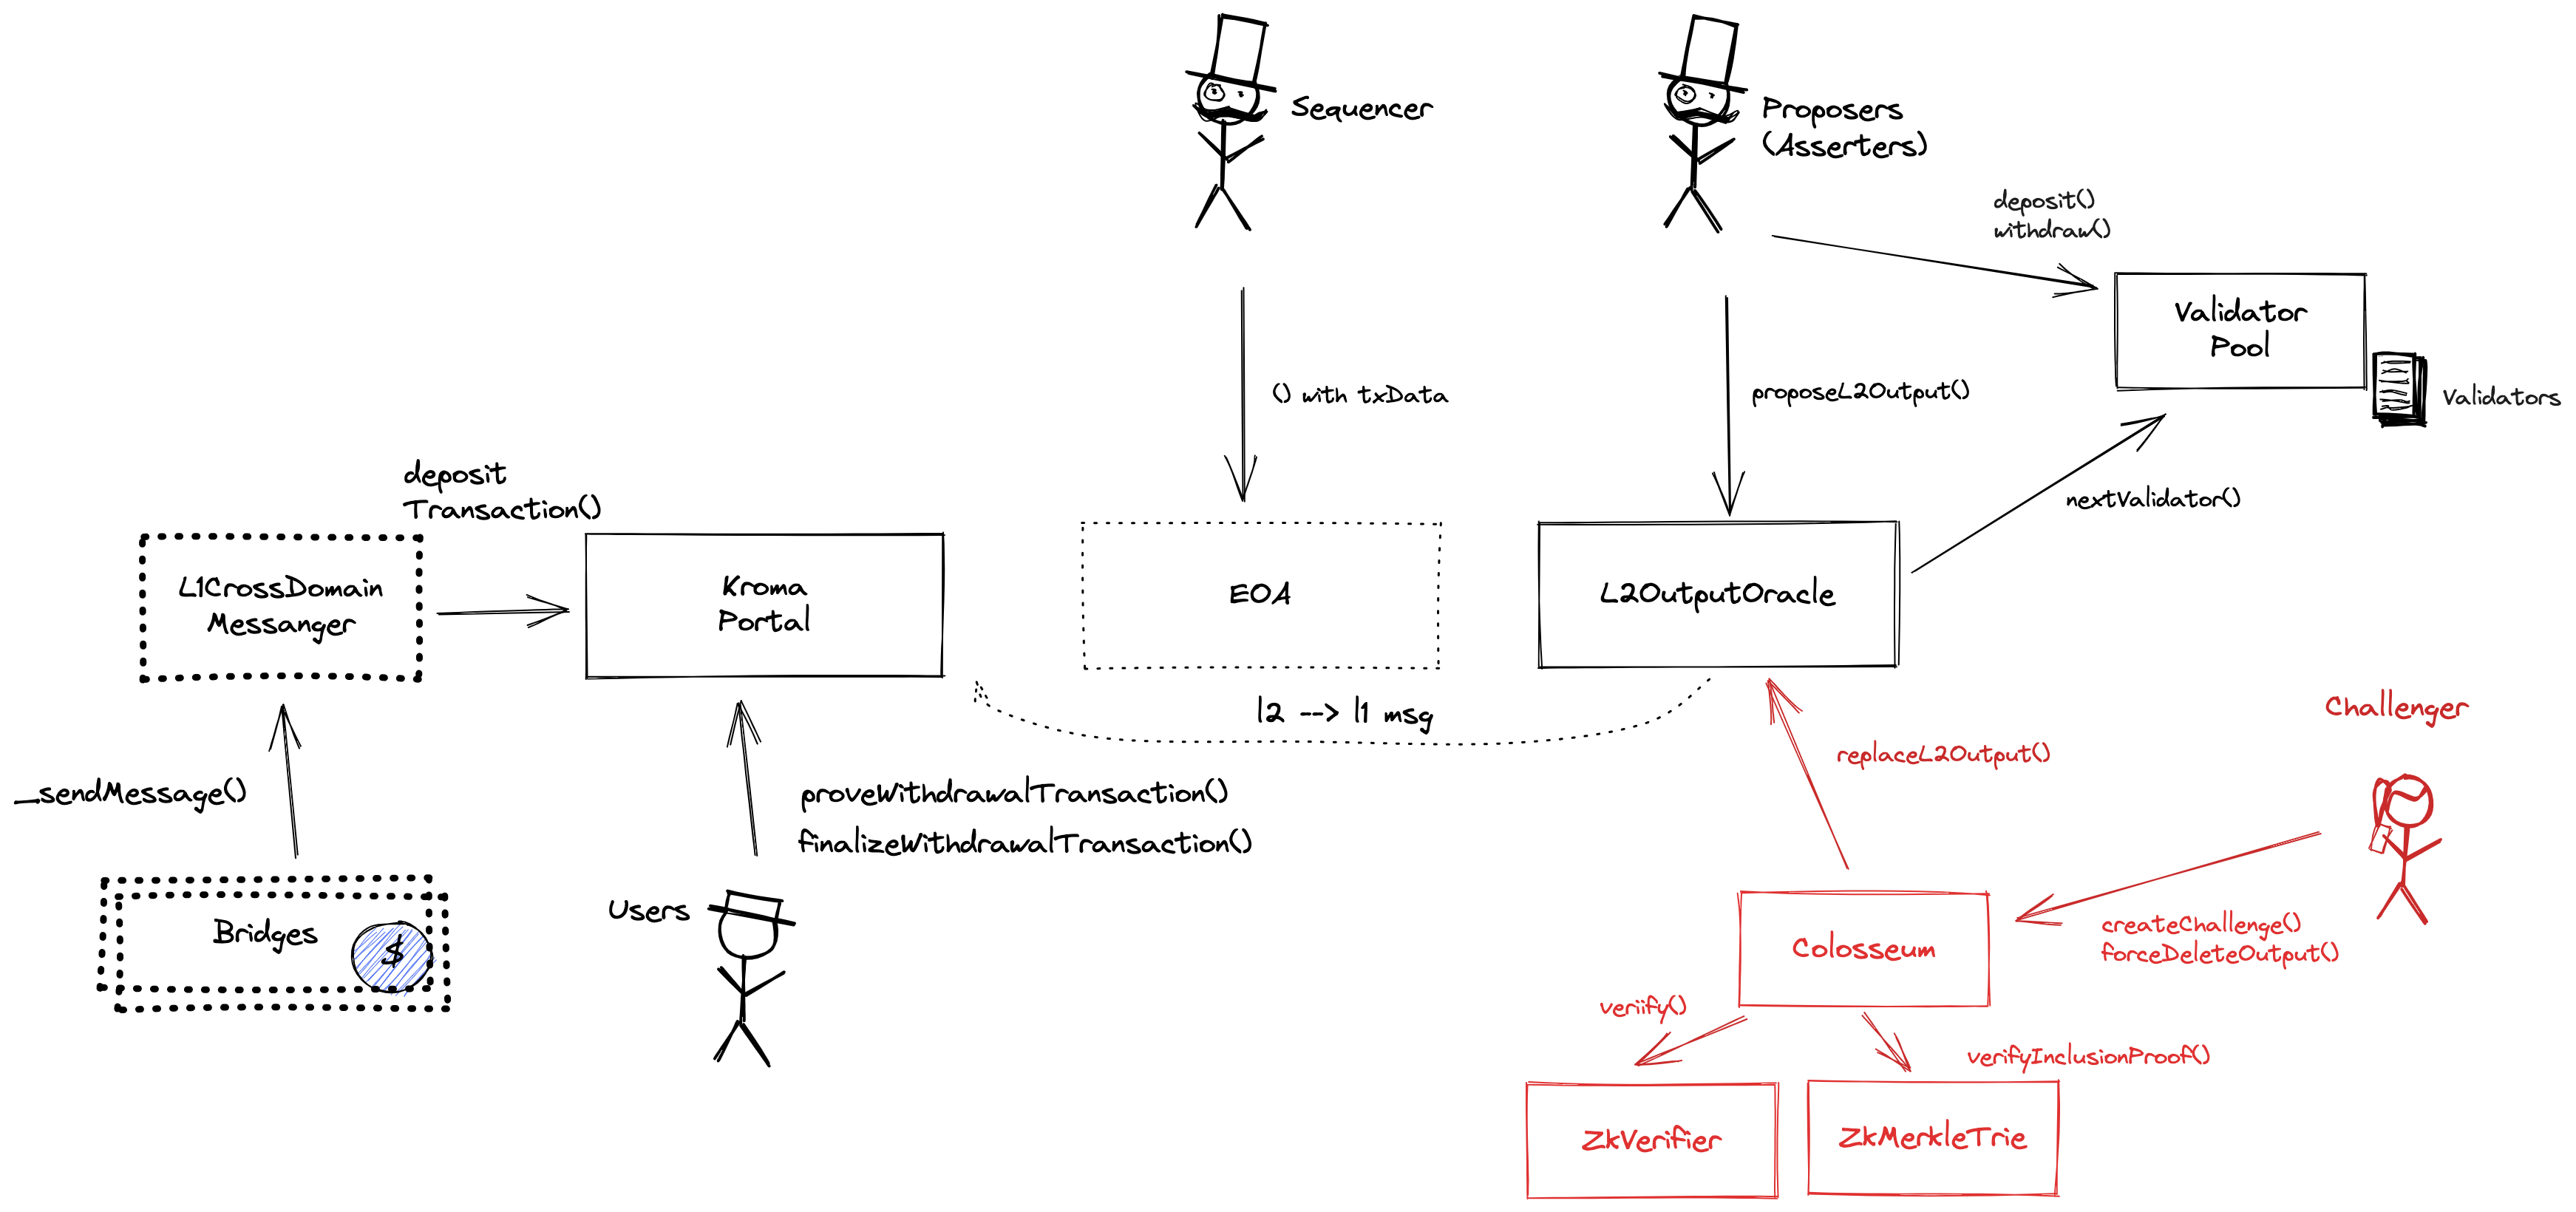 Sequencer
Proposers
(Asserters)
deposit()
withdraw()
Validator
Pool
Validators
() with txData
proposeL2Output()
nextValidator()
deposit
Transaction()
L1CrossDomain
Messanger
Kroma
Portal
EOA
L2OutputOracle
l2 --> l1 msg
replaceL2Output()
Challenger
_sendMessage()
proveWithdrawalTransaction()
finalizeWithdrawalTransaction()
Users
Bridges
$
Colosseum
createChallenge()
forceDeleteOutput()
veriify()
verifyInclusionProof()
ZkVerifier
ZkMerkleTrie